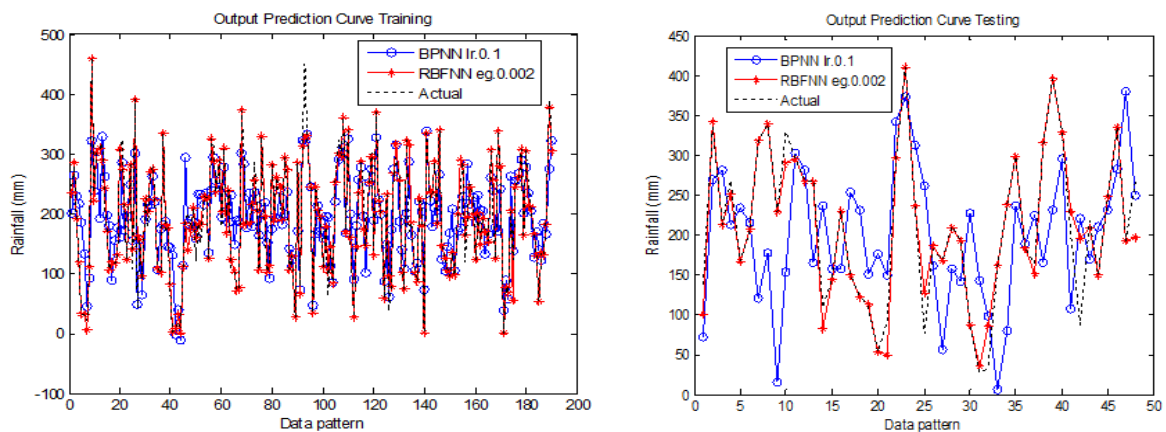 Output Prediction Curve Training
500
400
300
200
100
0
-100
Rainfall (mm)
BPNN lr.0.1
RBFNN eg.0.002
Actual
0 20 40 60 80 100 120 140 160 180 200
Data pattern
Output Prediction Curve Testing
450
400
350
300
250
200
150
100
50
0
Rainfall (mm)
BPNN lr.0.1
RBFNN eg.0.002
Actual
0 5 10 15 20 25 30 35 40 45 50
Data pattern